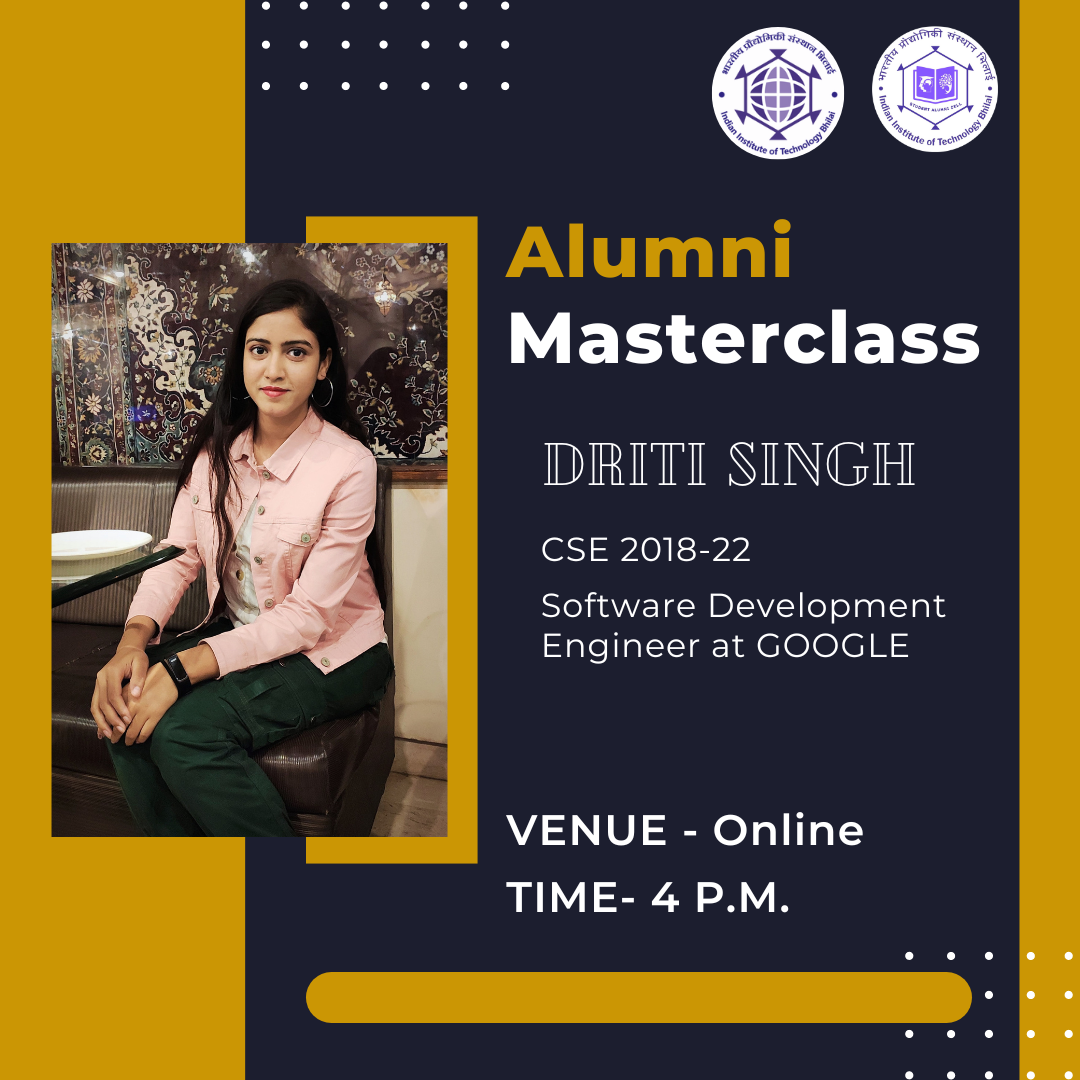 भारतीय प्रौद्योगिकी संस्थान भिलाई
Indian Institute of Technology Bhilai
भारतीय प्रौद्योगिकी संस्थान भिलाई
STUDENT ALUMNI CELL
Indian Institute of Technology Bhilai
Alumni
Masterclass
DRITI SINGH
CSE 2018-22
Software Development
Engineer at GOOGLE
VENUE - Online
TIME- 4 P.M.